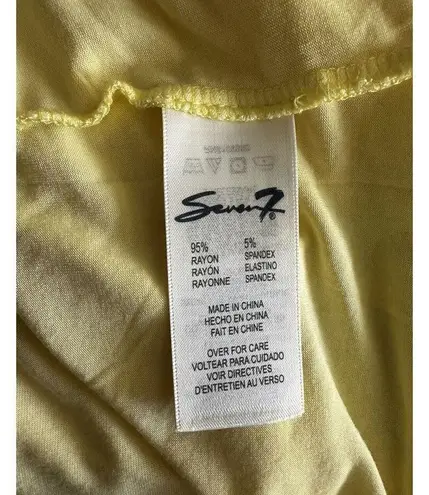 Seven7®
95%
RAYON
RAYÓN
RAYONNE
5%
SPANDEX
ELASTINO
SPANDEX
MADE IN CHINA
HECHO EN CHINA
FAIT EN CHINE
OVER FOR CARE
VOLTEAR PARA CUIDADO
VOIR DIRECTIVES
D'ENTRETIEN AU VERSO